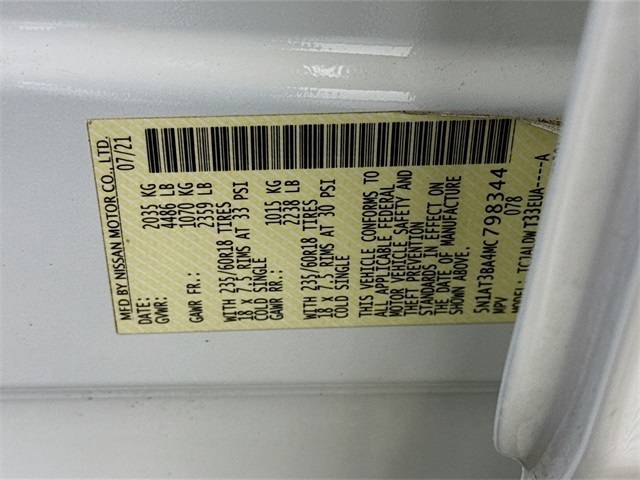 MFD BY NISSAN MOTOR CO., LTD.
DATE: 07/21
GVWR: 2035 KG
4486 LB
GAWR FR.: 1070 KG
2359 LB
WITH 235/60R18 TIRES
18 x 7.5 RIMS AT 33 PSI
COLD SINGLE
GAWR RR.: 1015 KG
2238 LB
WITH 235/60R18 TIRES
18 x 7.5 RIMS AT 30 PSI
COLD SINGLE
THIS VEHICLE CONFORMS TO
ALL APPLICABLE FEDERAL
MOTOR VEHICLE SAFETY AND
THEFT PREVENTION
STANDARDS IN EFFECT ON
THE DATE OF MANUFACTURE
SHOWN ABOVE.
5N1AT3BA4MC798344
MPV 078
MODEL: TCJALDWT33EUA----A